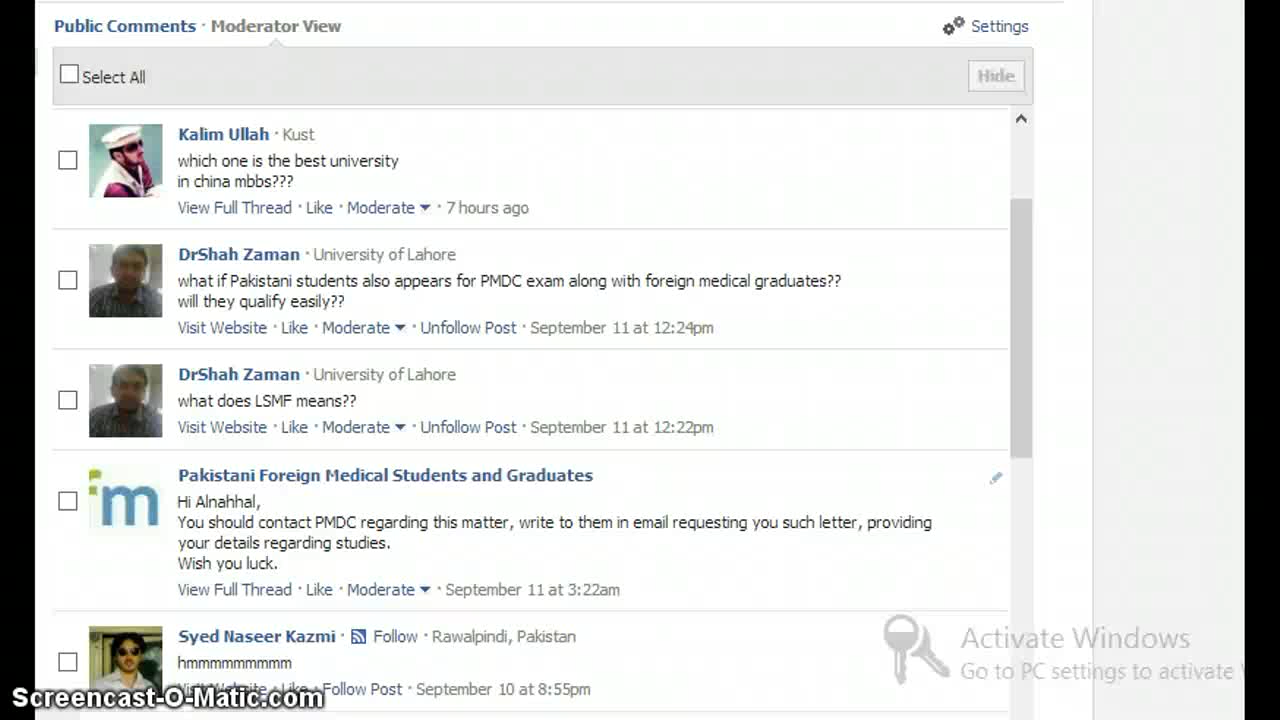 Public Comments · Moderator View
Settings
Select All
Hide
Kalim Ullah · Kust
which one is the best university
in china mbbs???
View Full Thread · Like · Moderate · 7 hours ago
DrShah Zaman · University of Lahore
what if Pakistani students also appears for PMDC exam along with foreign medical graduates??
will they qualify easily??
Visit Website · Like · Moderate · Unfollow Post · September 11 at 12:24pm
DrShah Zaman · University of Lahore
what does LSMF means??
Visit Website · Like · Moderate · Unfollow Post · September 11 at 12:22pm
Pakistani Foreign Medical Students and Graduates
m
Hi Alnahhal,
You should contact PMDC regarding this matter, write to them in email requesting you such letter, providing
your details regarding studies.
Wish you luck.
View Full Thread · Like · Moderate · September 11 at 3:22am
Syed Naseer Kazmi · Follow · Rawalpindi, Pakistan
hmmmmmmmmm
Visit Website · Like · Follow Post · September 10 at 8:55pm
Activate Windows
Go to PC settings to activate
Screencast-O-Matic.com